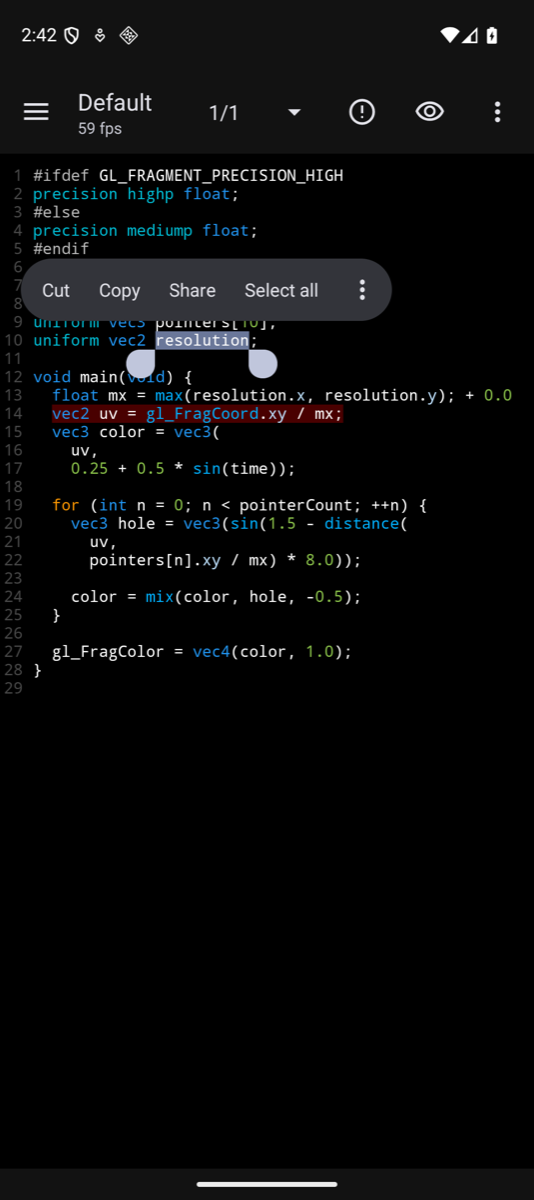 2:42
Default
59 fps
1/1
1 #ifdef GL_FRAGMENT_PRECISION_HIGH
2 precision highp float;
3 #else
4 precision mediump float;
5 #endif
6
7
Cut Copy Share Select all
8
9 uniform vec3 pointers[10];
10 uniform vec2 resolution;
11
12 void main(void) {
13 float mx = max(resolution.x, resolution.y); + 0.0
14 vec2 uv = gl_FragCoord.xy / mx;
15 vec3 color = vec3(
16 uv,
17 0.25 + 0.5 * sin(time));
18
19 for (int n = 0; n < pointerCount; ++n) {
20 vec3 hole = vec3(sin(1.5 - distance(
21 uv,
22 pointers[n].xy / mx) * 8.0));
23
24 color = mix(color, hole, -0.5);
25 }
26
27 gl_FragColor = vec4(color, 1.0);
28 }
29